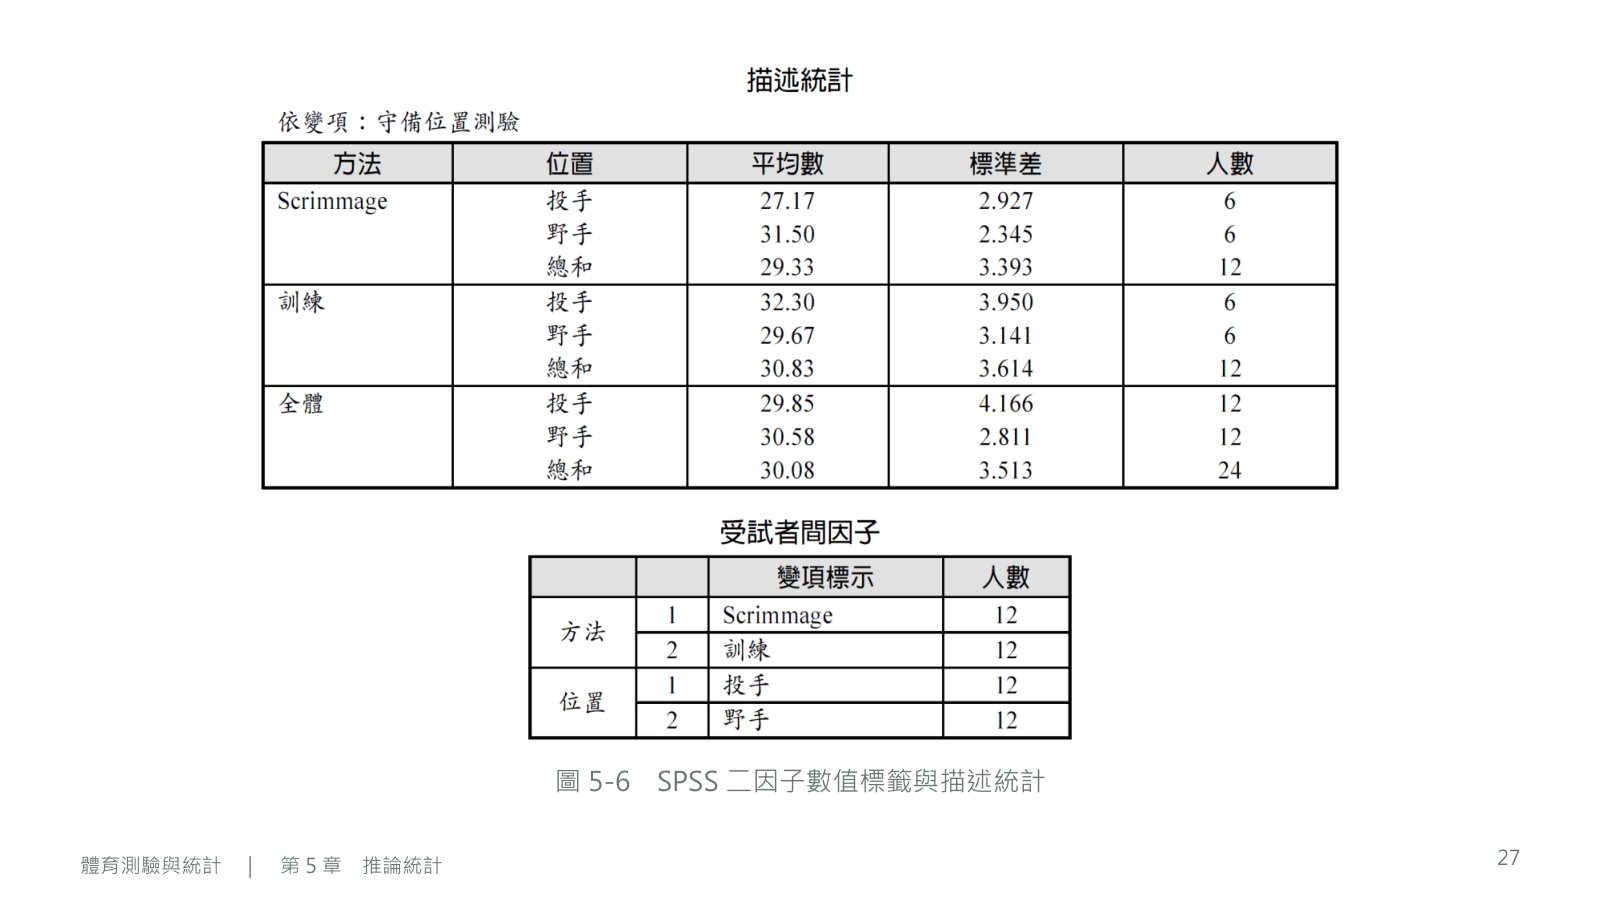 描述統計
依變項：守備位置測驗
方法 位置 平均數 標準差 人數
Scrimmage 投手 27.17 2.927 6
野手 31.50 2.345 6
總和 29.33 3.393 12
訓練 投手 32.30 3.950 6
野手 29.67 3.141 6
總和 30.83 3.614 12
全體 投手 29.85 4.166 12
野手 30.58 2.811 12
總和 30.08 3.513 24
受試者間因子
變項標示 人數
方法 1 Scrimmage 12
2 訓練 12
位置 1 投手 12
2 野手 12
圖 5-6 SPSS 二因子數值標籤與描述統計
體育測驗與統計 | 第 5 章 推論統計
27